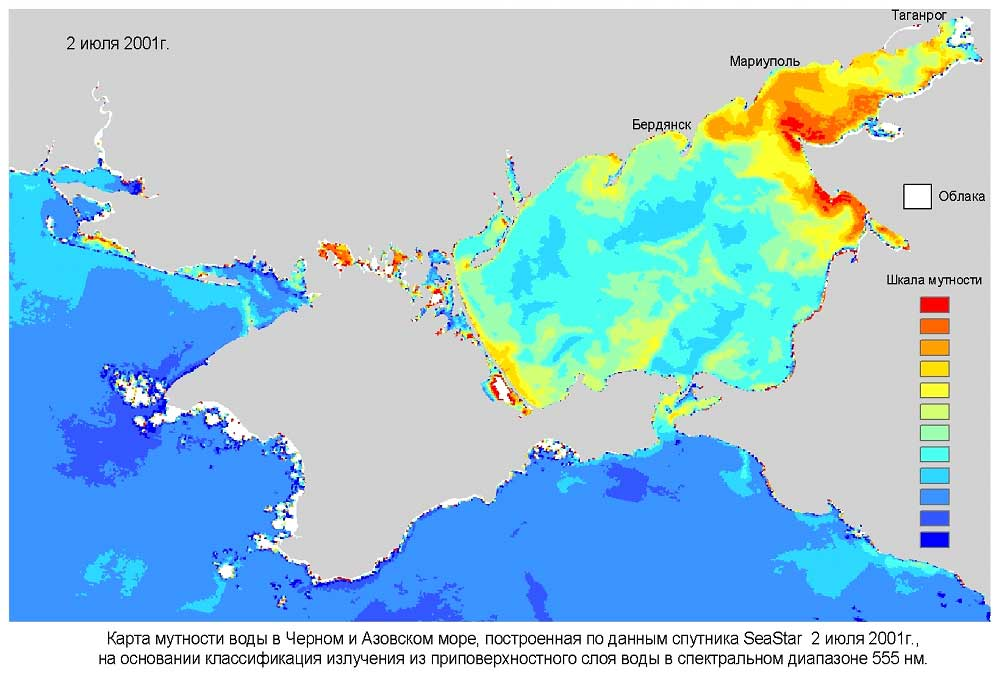 Таганрог
2 июля 2001г.
Мариуполь
Бердянск
Облака
Шкала мутности
Карта мутности воды в Черном и Азовском море, построенная по данным спутника SeaStar 2 июля 2001г.,
на основании классификация излучения из приповерхностного слоя воды в спектральном диапазоне 555 нм.